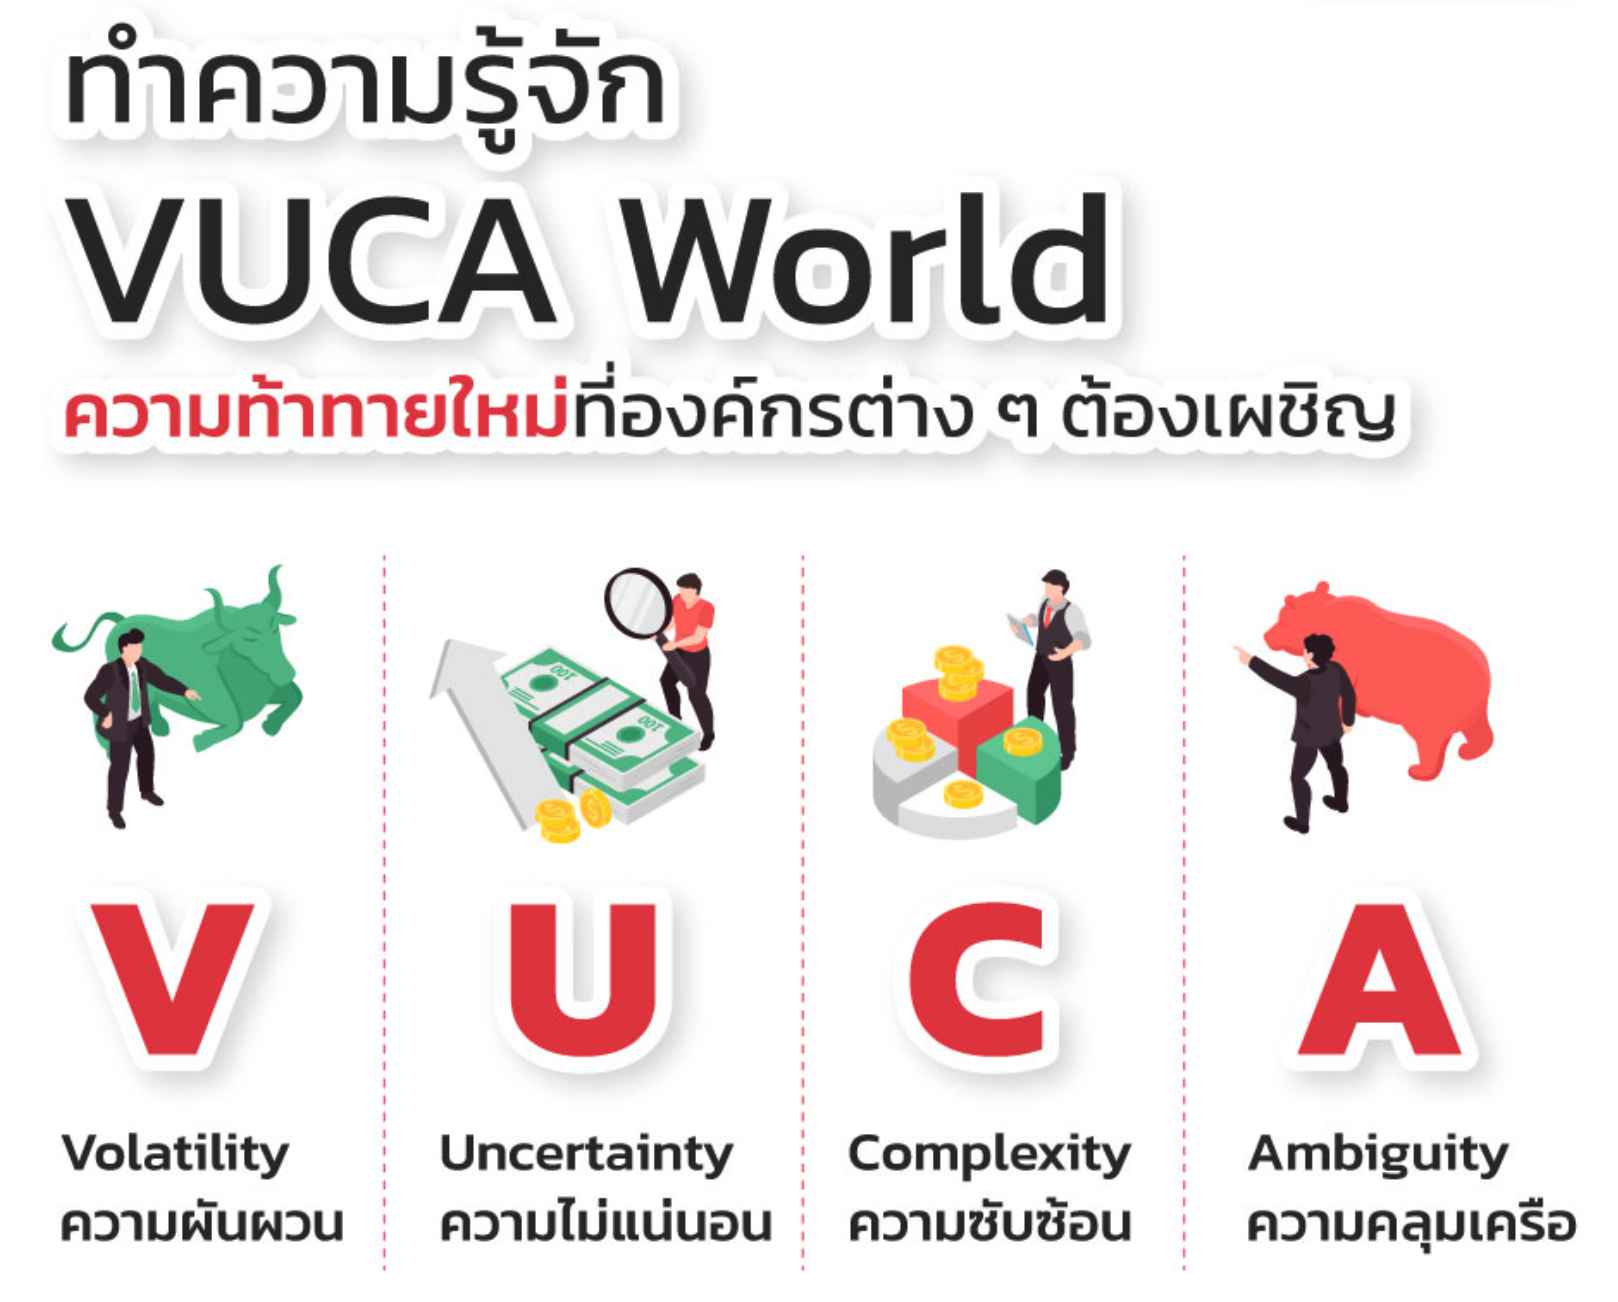 ทำความรู้จัก
VUCA World
ความท้าทายใหม่ที่องค์กรต่าง ๆ ต้องเผชิญ
100
100
V
U
C
A
Volatility
ความผันผวน
Uncertainty
ความไม่แน่นอน
Complexity
ความซับซ้อน
Ambiguity
ความคลุมเครือ